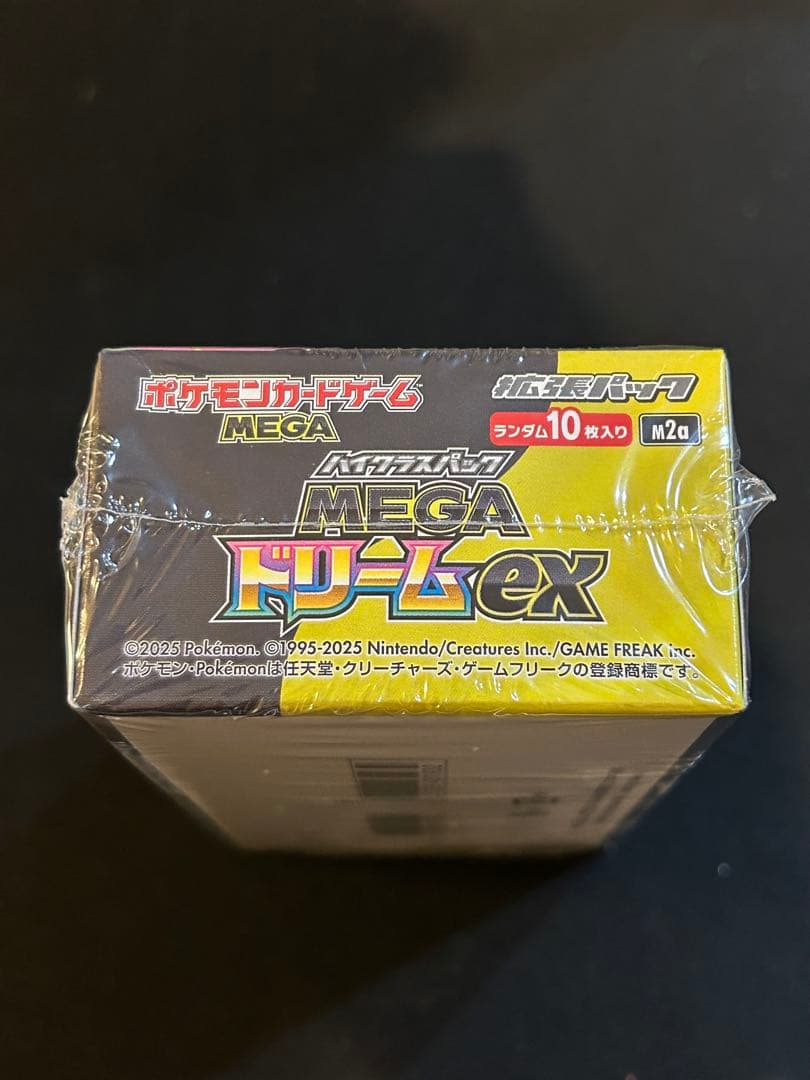 ポケモンカードゲーム
MEGA
拡張パック
ランダム10枚入り M2a
ハイクラスパック
MEGA
ドリームex
©2025 Pokémon. ©1995-2025 Nintendo/Creatures Inc./GAME FREAK inc.
ポケモン・Pokémonは任天堂・クリーチャーズ・ゲームフリークの登録商標です。